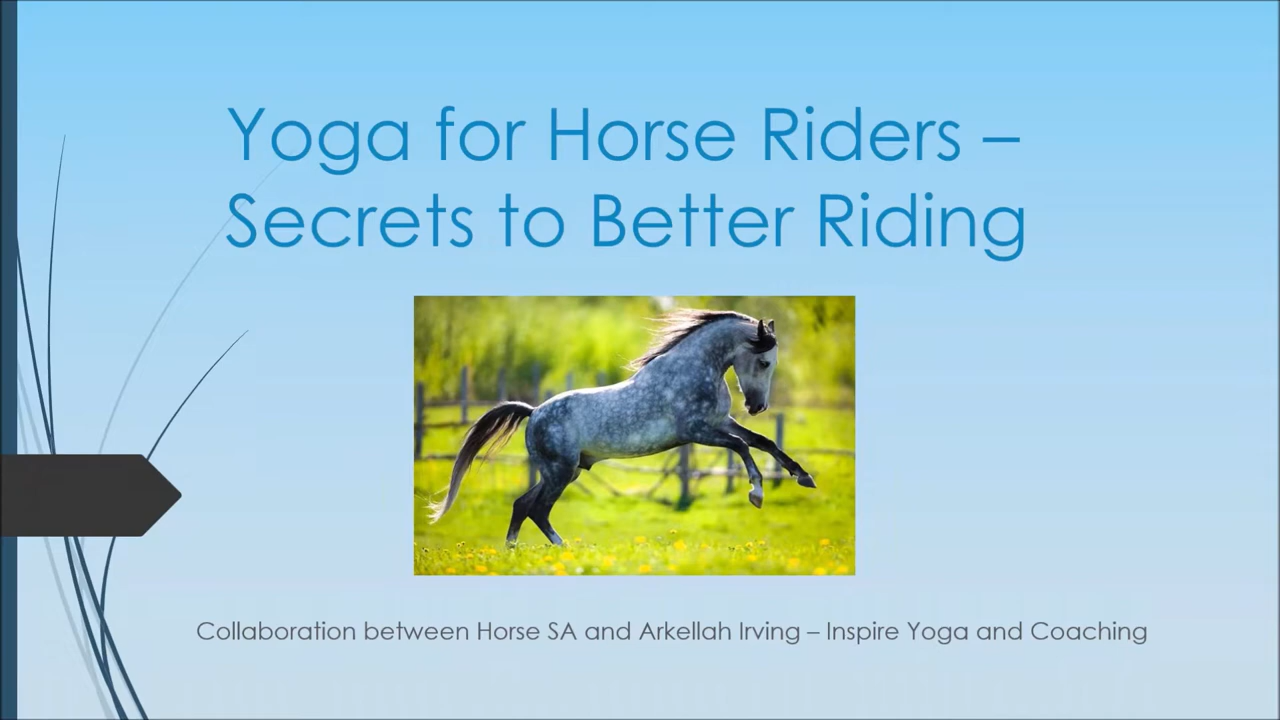 Yoga for Horse Riders –
Secrets to Better Riding
Collaboration between Horse SA and Arkellah Irving – Inspire Yoga and Coaching